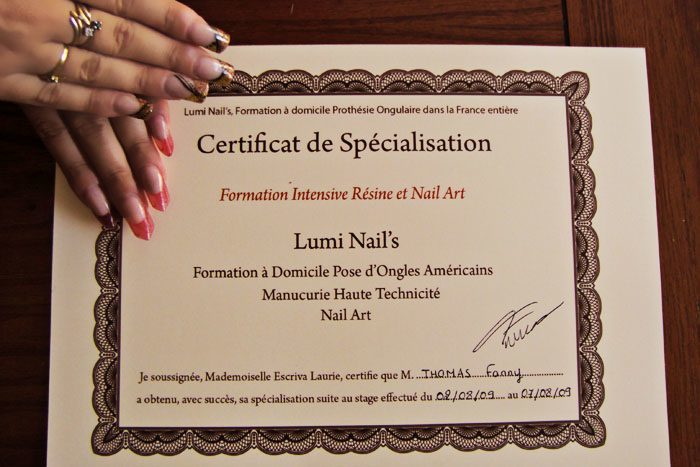 Lumi Nail's, Formation à domicile Prothésie Ongulaire dans la France entière
Certificat de Spécialisation
Formation Intensive Résine et Nail Art
Lumi Nail's
Formation à Domicile Pose d'Ongles Américains
Manucurie Haute Technicité
Nail Art
Je soussignée, Mademoiselle Escriva Laurie, certifie que M. ...THOMAS.....Fanny................
a obtenu, avec succès, sa spécialisation suite au stage effectué du 02/08/09.... au 07/08/09